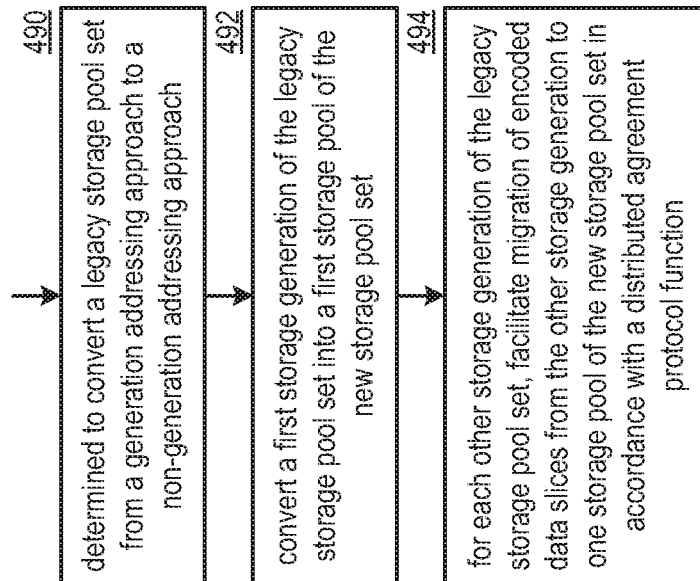 490
determined to convert a legacy storage pool set
from a generation addressing approach to a
non-generation addressing approach
492
convert a first storage generation of the legacy
storage pool set into a first storage pool of the
new storage pool set
494
for each other storage generation of the legacy
storage pool set, facilitate migration of encoded
data slices from the other storage generation to
one storage pool of the new storage pool set in
accordance with a distributed agreement
protocol function